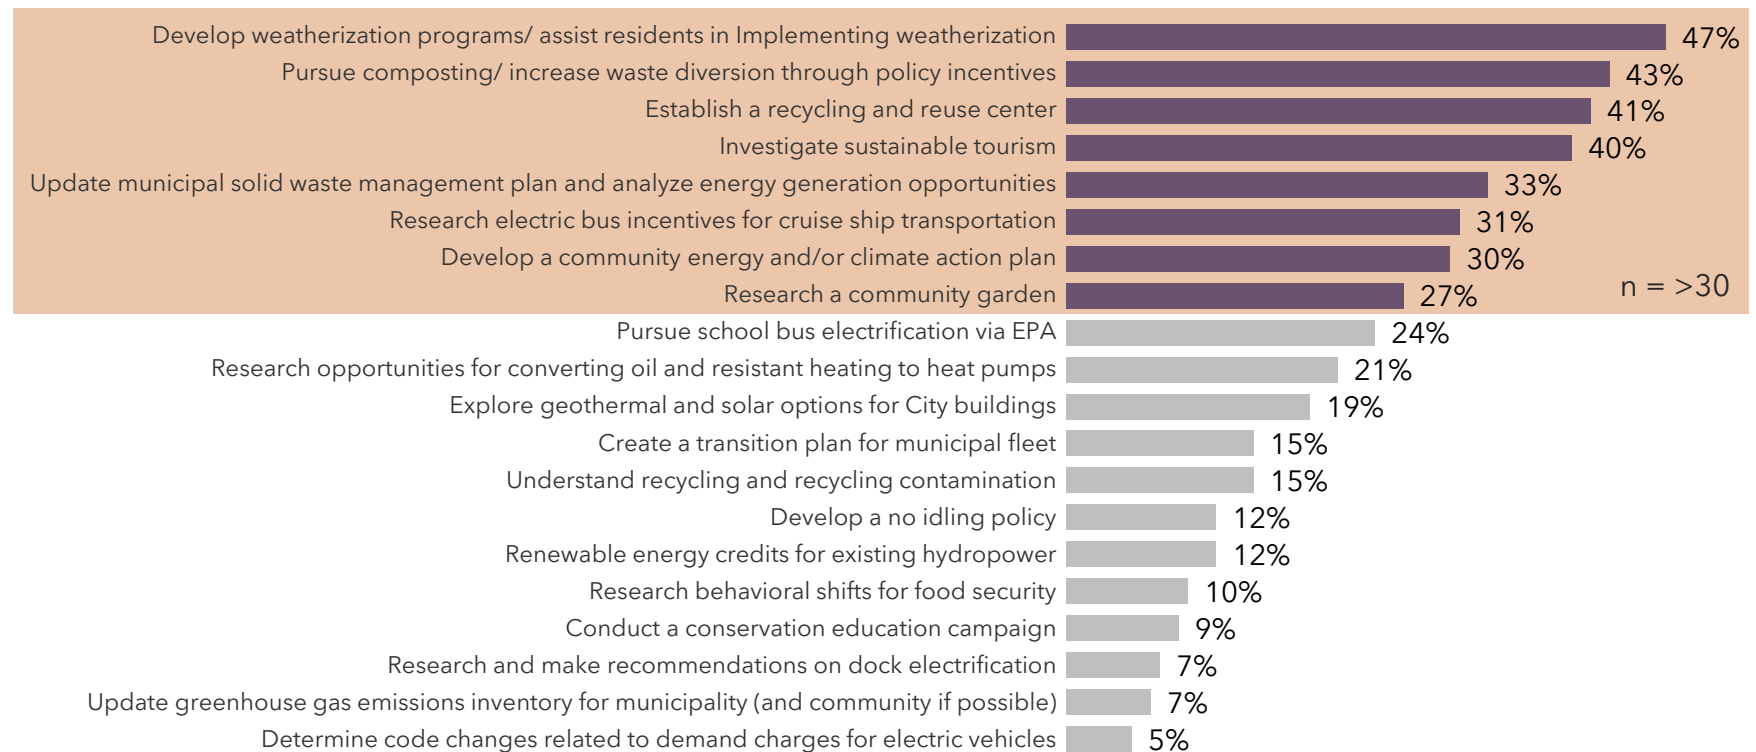 Develop weatherization programs/ assist residents in Implementing weatherization 47%
Pursue composting/ increase waste diversion through policy incentives 43%
Establish a recycling and reuse center 41%
Investigate sustainable tourism 40%
Update municipal solid waste management plan and analyze energy generation opportunities 33%
Research electric bus incentives for cruise ship transportation 31%
Develop a community energy and/or climate action plan 30%
n = >30
Research a community garden 27%
Pursue school bus electrification via EPA 24%
Research opportunities for converting oil and resistant heating to heat pumps 21%
Explore geothermal and solar options for City buildings 19%
Create a transition plan for municipal fleet 15%
Understand recycling and recycling contamination 15%
Develop a no idling policy 12%
Renewable energy credits for existing hydropower 12%
Research behavioral shifts for food security 10%
Conduct a conservation education campaign 9%
Research and make recommendations on dock electrification 7%
Update greenhouse gas emissions inventory for municipality (and community if possible) 7%
Determine code changes related to demand charges for electric vehicles 5%